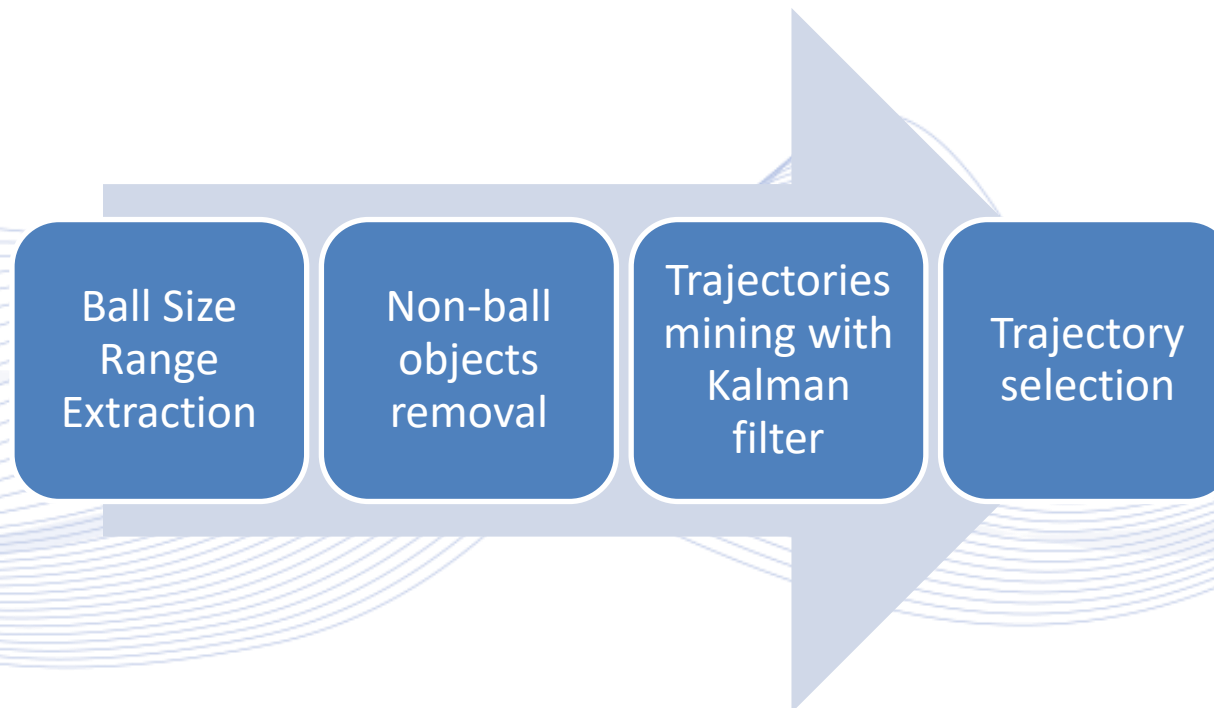 Ball Size
Range
Extraction
Non-ball
objects
removal
Trajectories
mining with
Kalman
filter
Trajectory
selection